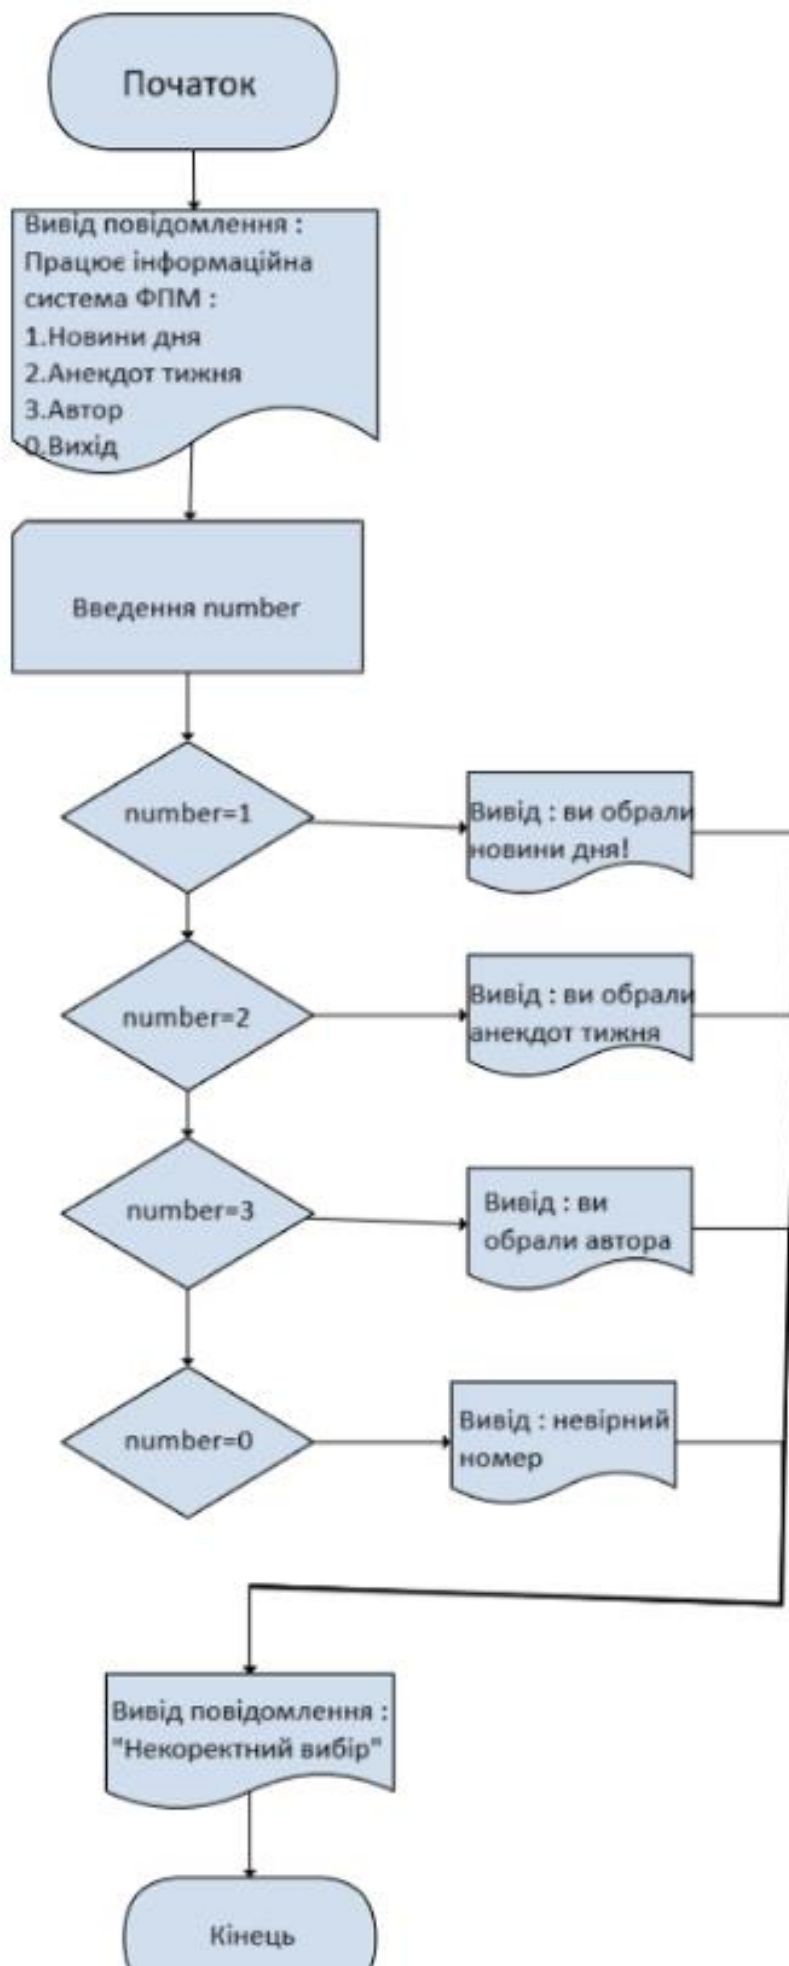 Початок
Вивід повідомлення :
Працює інформаційна
система ФПМ :
1.Новини дня
2.Анекдот тижня
3.Автор
0.Вихід
Введення number
number=1
Вивід : ви обрали
новини дня!
number=2
Вивід : ви обрали
анекдот тижня
number=3
Вивід : ви
обрали автора
number=0
Вивід : невірний
номер
Вивід повідомлення :
"Некоректний вибір"
Кінець